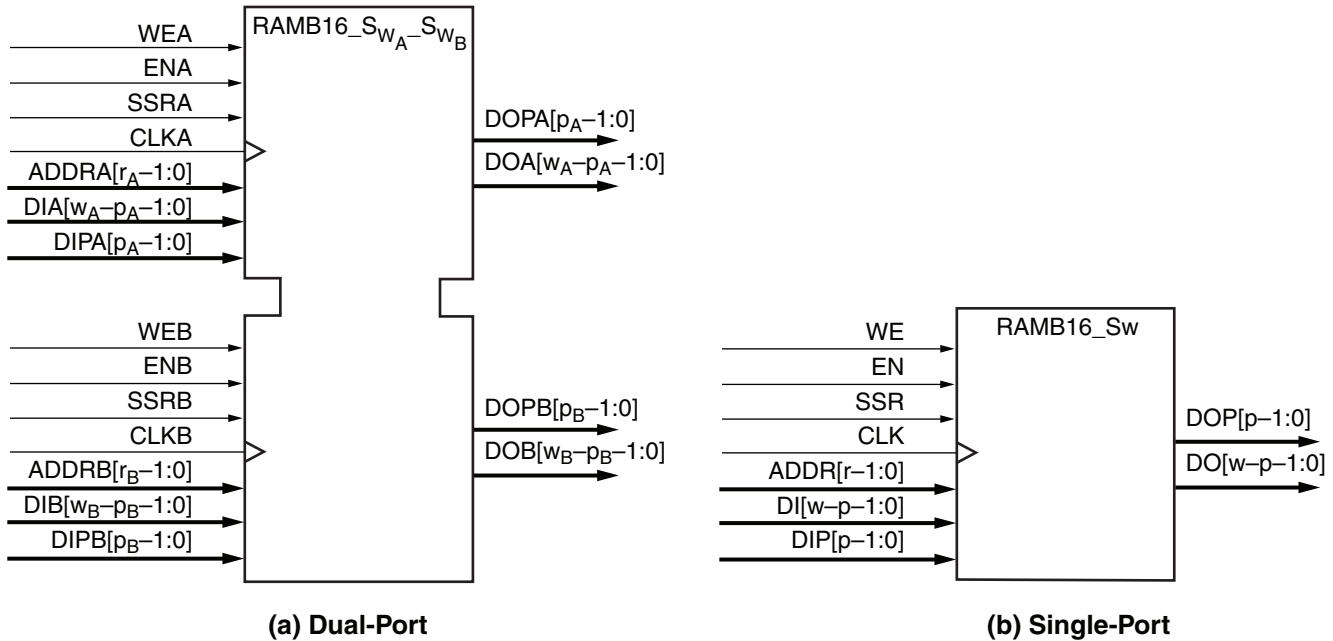 RAMB16_SWA_SWB
WEA
ENA
SSRA
CLKA
ADDRA[rA–1:0]
DIA[wA–pA–1:0]
DIPA[pA–1:0]
DOPA[pA–1:0]
DOA[wA–pA–1:0]
WEB
ENB
SSRB
CLKB
ADDRB[rB–1:0]
DIB[wB–pB–1:0]
DIPB[pB–1:0]
DOPB[pB–1:0]
DOB[wB–pB–1:0]
(a) Dual-Port
RAMB16_Sw
WE
EN
SSR
CLK
ADDR[r–1:0]
DI[w–p–1:0]
DIP[p–1:0]
DOP[p–1:0]
DO[w–p–1:0]
(b) Single-Port